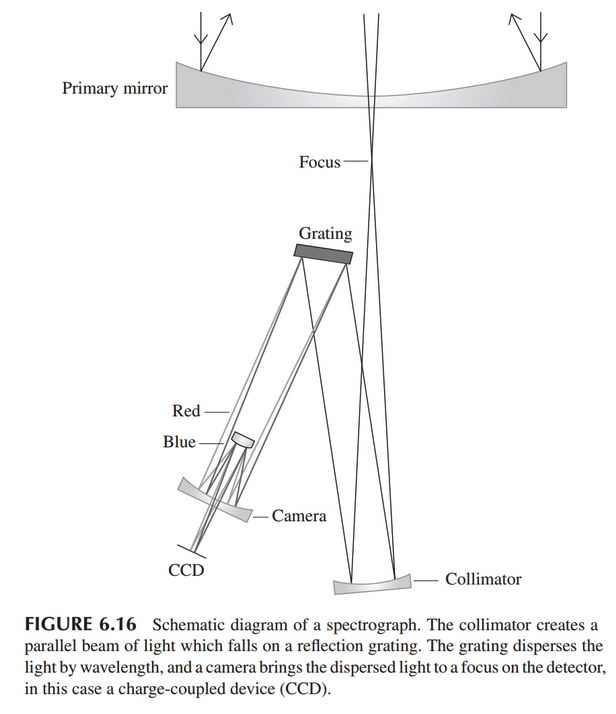 Primary mirror
Focus
Grating
Red
Blue
Camera
CCD
Collimator
FIGURE 6.16 Schematic diagram of a spectrograph. The collimator creates a
parallel beam of light which falls on a reflection grating. The grating disperses the
light by wavelength, and a camera brings the dispersed light to a focus on the detector,
in this case a charge-coupled device (CCD).